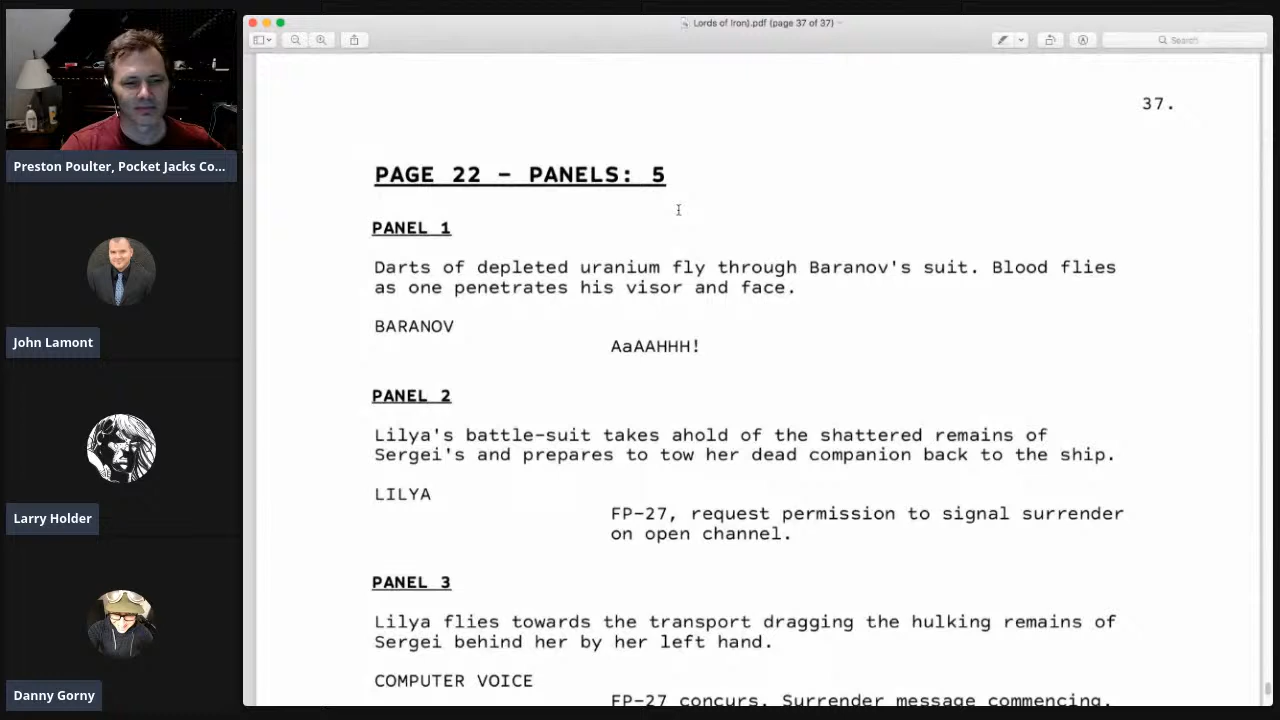 Lords of Iron).pdf (page 37 of 37)
Search
Preston Poulter, Pocket Jacks Co...
John Lamont
Larry Holder
Danny Gorny
37.
PAGE 22 - PANELS: 5
PANEL 1
Darts of depleted uranium fly through Baranov's suit. Blood flies
as one penetrates his visor and face.
BARANOV
AaAAHHH!
PANEL 2
Lilya's battle-suit takes ahold of the shattered remains of
Sergei's and prepares to tow her dead companion back to the ship.
LILYA
FP-27, request permission to signal surrender
on open channel.
PANEL 3
Lilya flies towards the transport dragging the hulking remains of
Sergei behind her by her left hand.
COMPUTER VOICE
FP-27 concurs. Surrender message commencing.